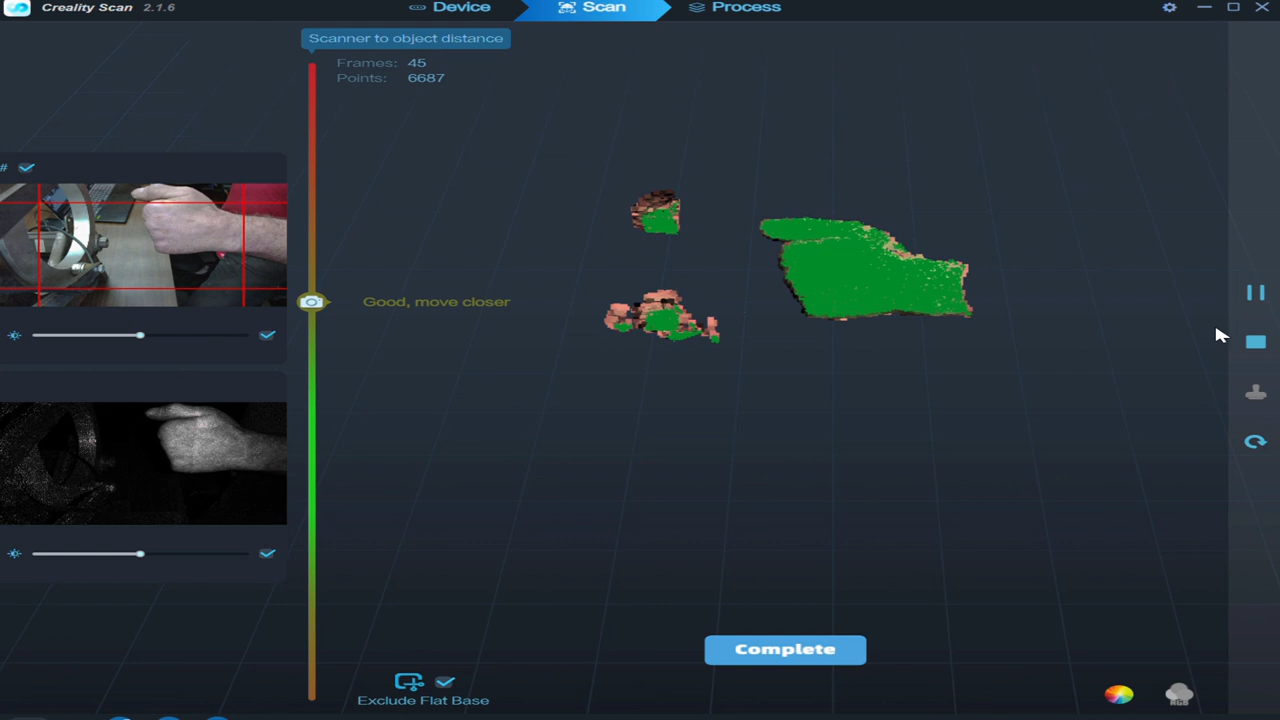 Creality Scan 2.1.6
Device
Scan
Process
Scanner to object distance
Frames: 45
Points: 6687
#
Good, move closer
Complete
Exclude Flat Base
RGB